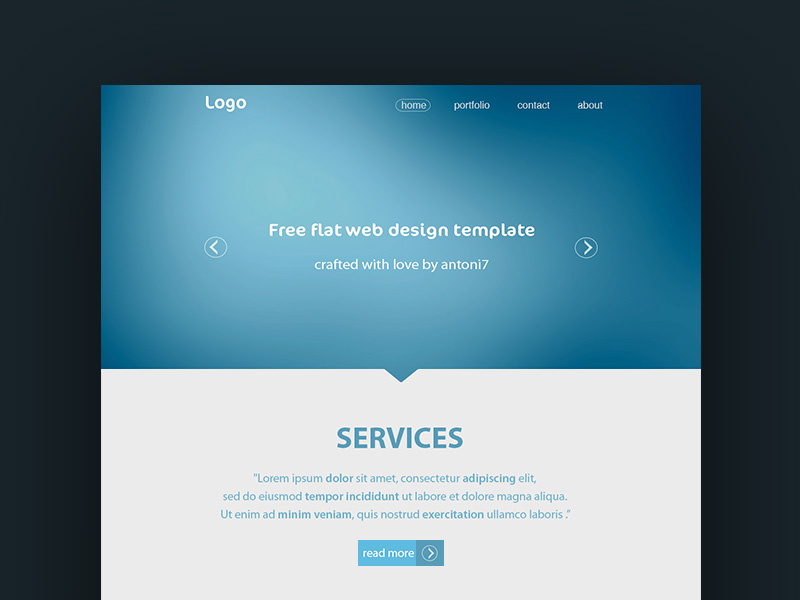 Logo
home portfolio contact about
Free flat web design template
crafted with love by antoni7
SERVICES
"Lorem ipsum dolor sit amet, consectetur adipiscing elit,
sed do eiusmod tempor incididunt ut labore et dolore magna aliqua.
Ut enim ad minim veniam, quis nostrud exercitation ullamco laboris ."
read more